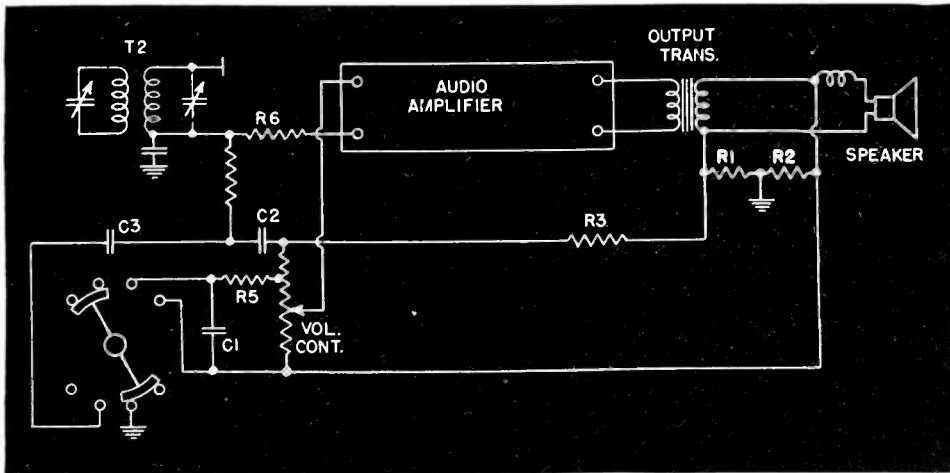 T2
OUTPUT
TRANS.
AUDIO
AMPLIFIER
R6
R1
R2
SPEAKER
C3
C2
R3
R5
C1
VOL.
CONT.